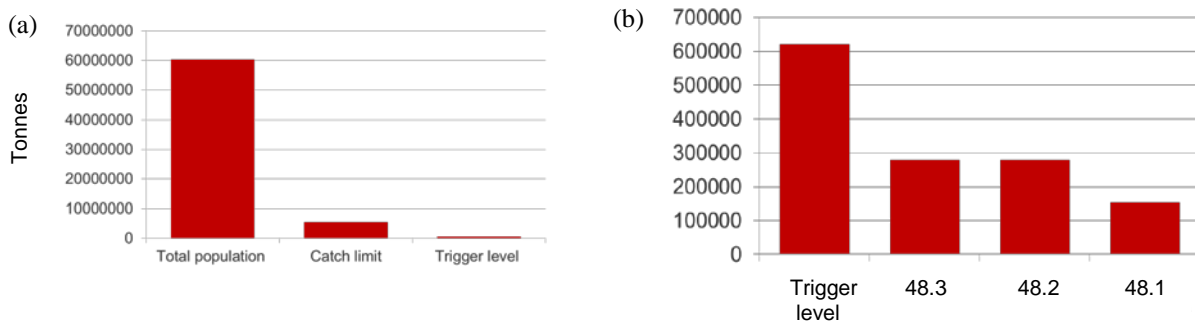 (a)
Tonnes
70000000
60000000
50000000
40000000
30000000
20000000
10000000
0
Total population
Catch limit
Trigger level
(b)
700000
600000
500000
400000
300000
200000
100000
0
Trigger
level
48.3
48.2
48.1